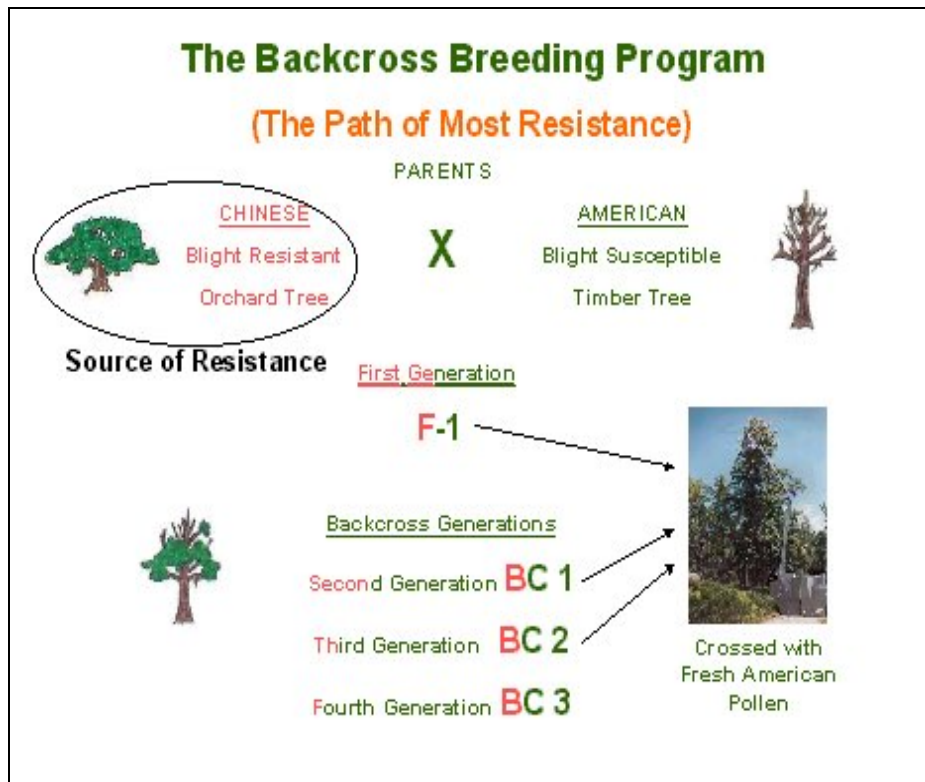 The Backcross Breeding Program
(The Path of Most Resistance)
PARENTS
CHINESE
Blight Resistant
Orchard Tree
Source of Resistance
X
AMERICAN
Blight Susceptible
Timber Tree
First Generation
F-1
Backcross Generations
Second Generation BC 1
Third Generation BC 2
Fourth Generation BC 3
Crossed with
Fresh American
Pollen